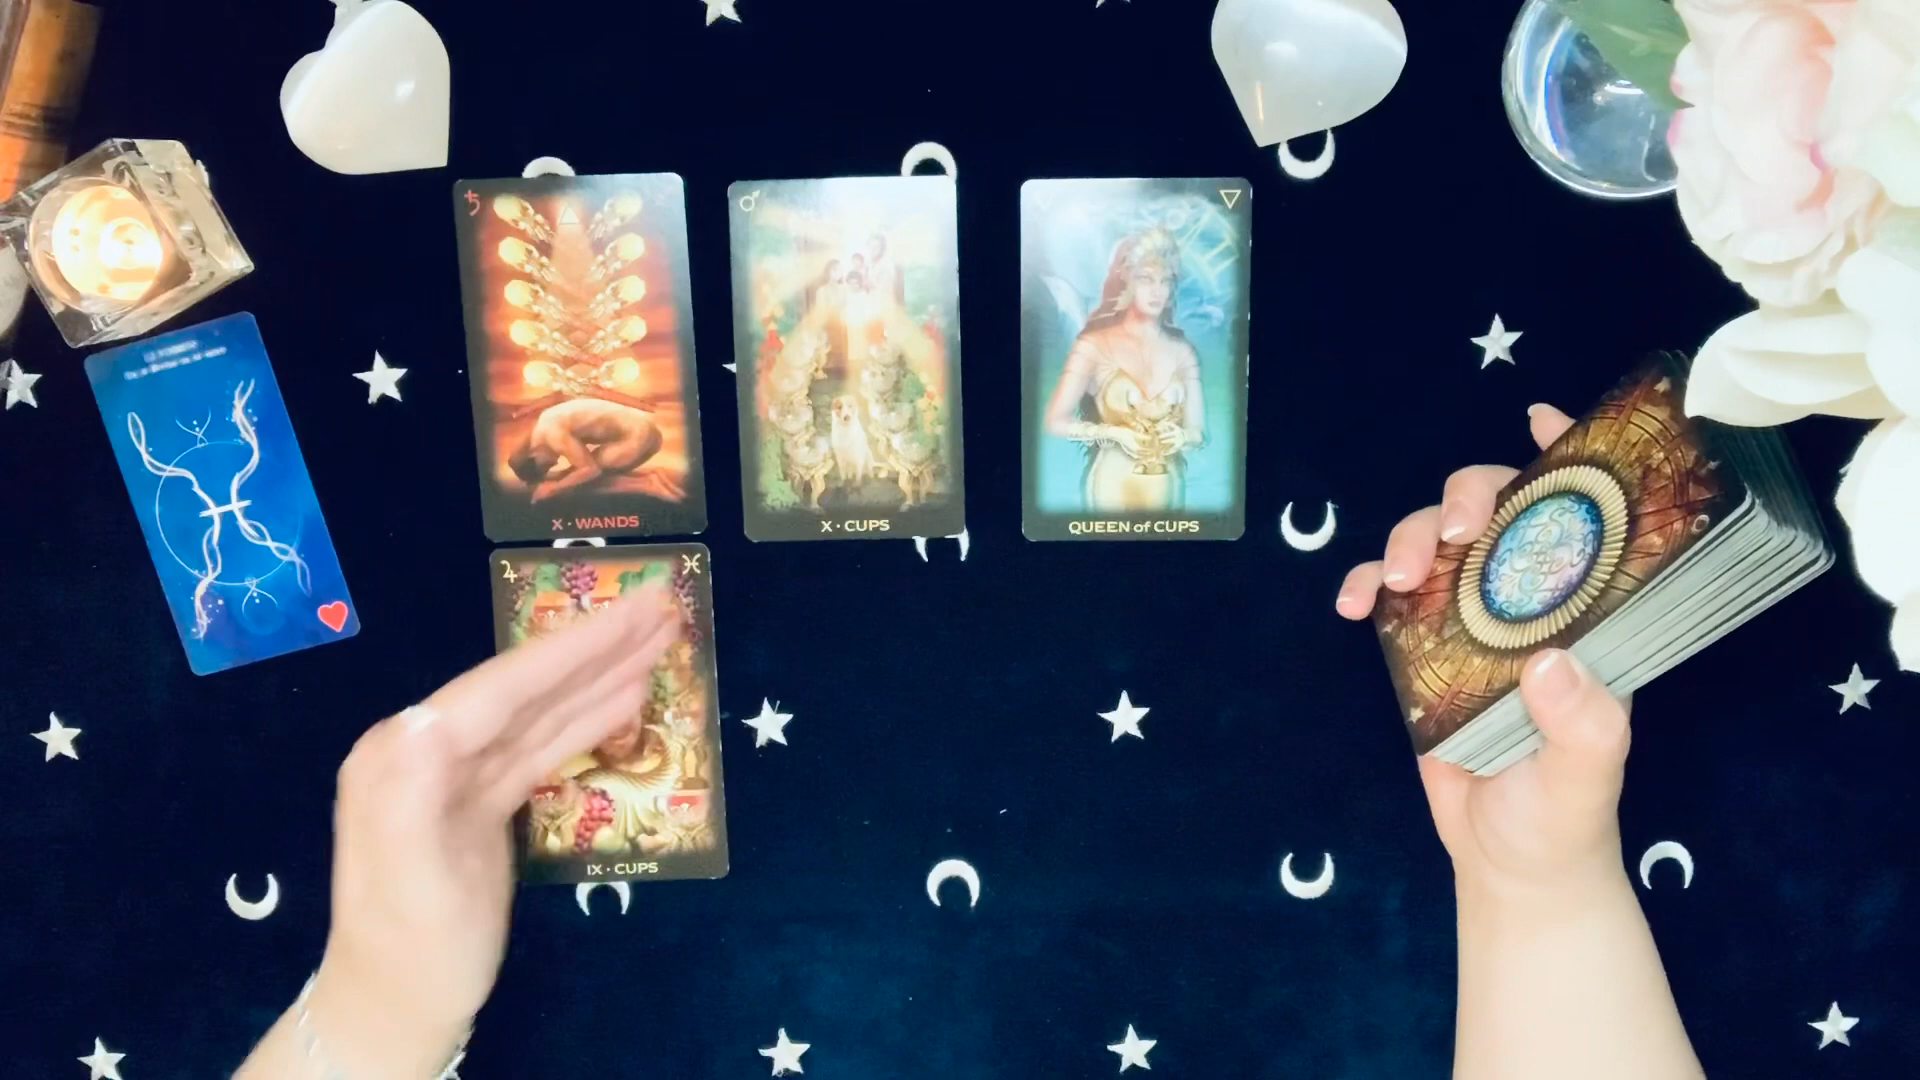 X · WANDS
X · CUPS
QUEEN of CUPS
IX · CUPS